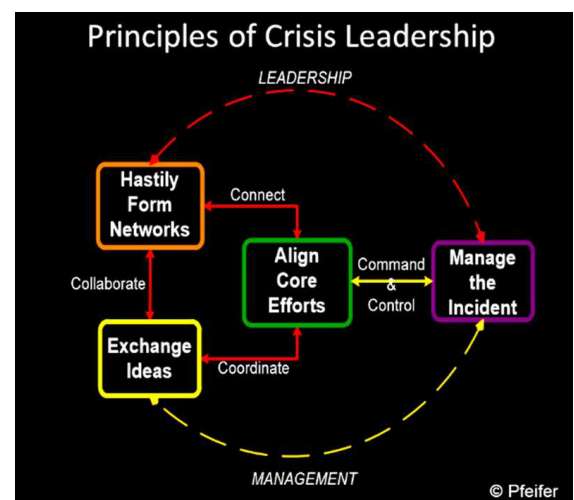 Principles of Crisis Leadership
LEADERSHIP
Hastily
Form
Networks
Connect
Collaborate
Align
Core
Efforts
Command
&
Control
Manage
the
Incident
Exchange
Ideas
Coordinate
MANAGEMENT
© Pfeifer